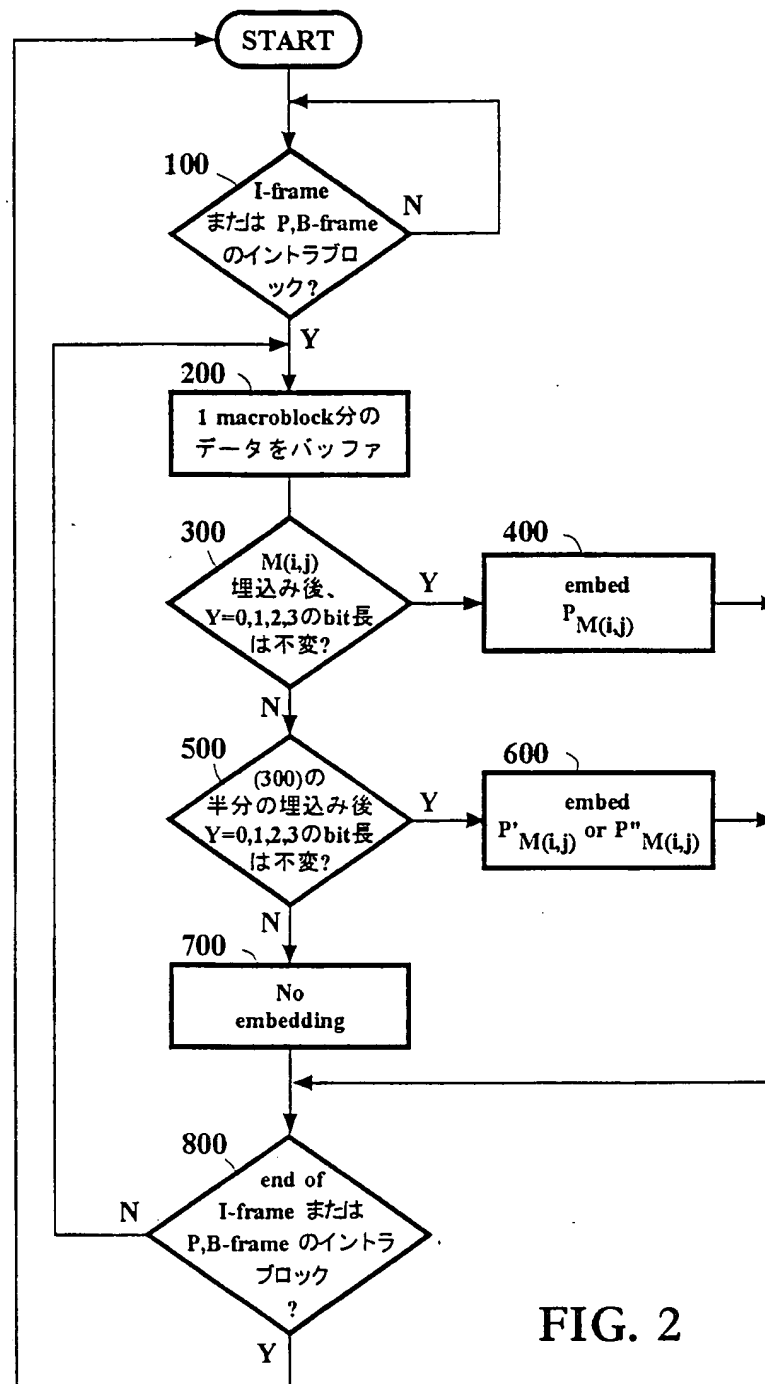 START
100
I-frame
または P,B-frame
のイントラブロ
ック?
N
Y
200
1 macroblock分の
データをバッファ
300
M(i,j)
埋込み後、
Y=0,1,2,3のbit長
は不変?
Y
N
400
embed
PM(i,j)
500
(300)の
半分の埋込み後
Y=0,1,2,3のbit長
は不変?
Y
N
600
embed
P'M(i,j) or P"M(i,j)
700
No
embedding
800
end of
I-frame または
P,B-frame のイントラ
ブロック
?
N
Y
FIG. 2